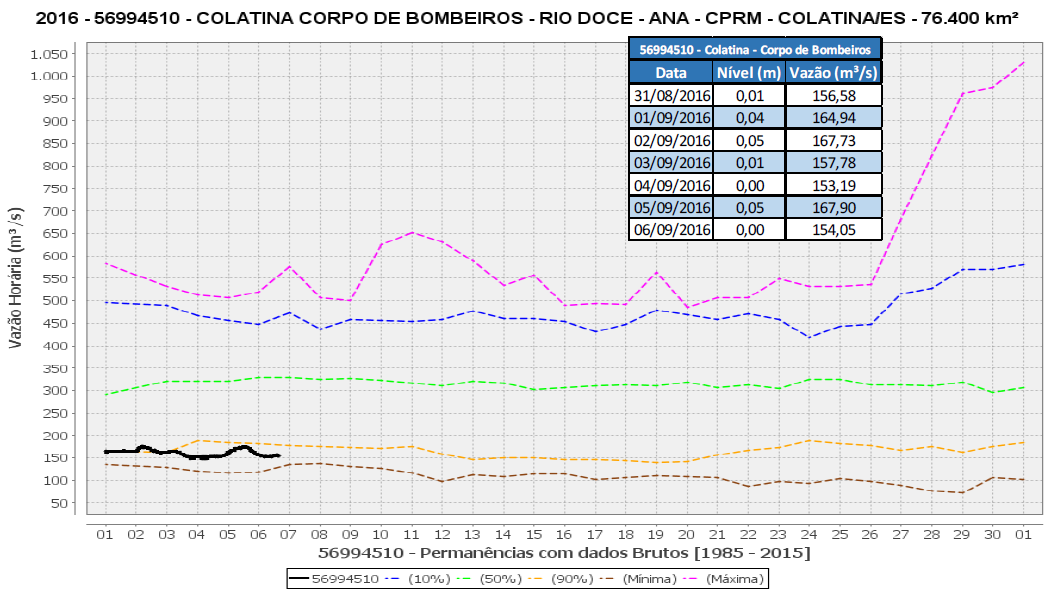 2016 - 56994510 - COLATINA CORPO DE BOMBEIROS - RIO DOCE - ANA - CPRM - COLATINA/ES - 76.400 km²
56994510 - Colatina - Corpo de Bombeiros
Data Nível (m) Vazão (m³/s)
31/08/2016 0,01 156,58
01/09/2016 0,04 164,94
02/09/2016 0,05 167,73
03/09/2016 0,01 157,78
04/09/2016 0,00 153,19
05/09/2016 0,05 167,90
06/09/2016 0,00 154,05
Vazão Horária (m³/s)
1.050
1.000
950
900
850
800
750
700
650
600
550
500
450
400
350
300
250
200
150
100
50
01 02 03 04 05 06 07 08 09 10 11 12 13 14 15 16 17 18 19 20 21 22 23 24 25 26 27 28 29 30 01
56994510 - Permanências com dados Brutos [1985 - 2015]
56994510 (10%) (50%) (90%) (Mínima) (Máxima)